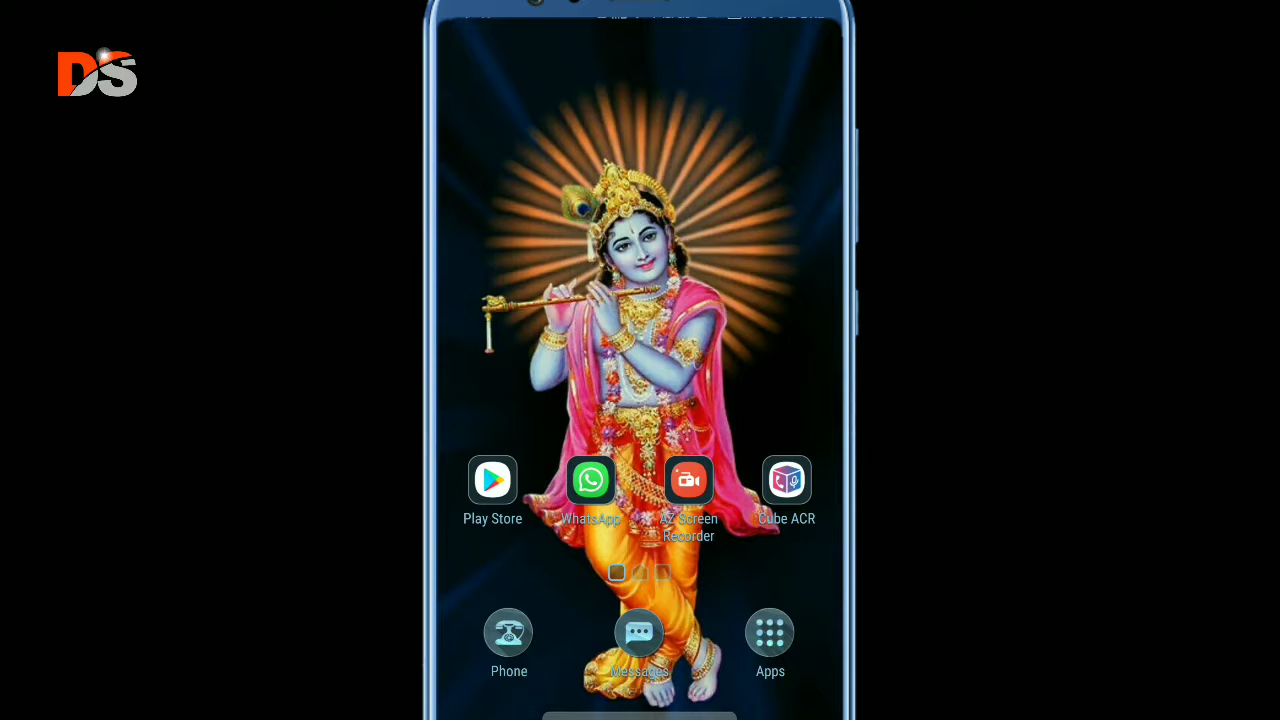 DS
Play Store
WhatsApp
AZ Screen
Recorder
Cube ACR
Phone
Messages
Apps